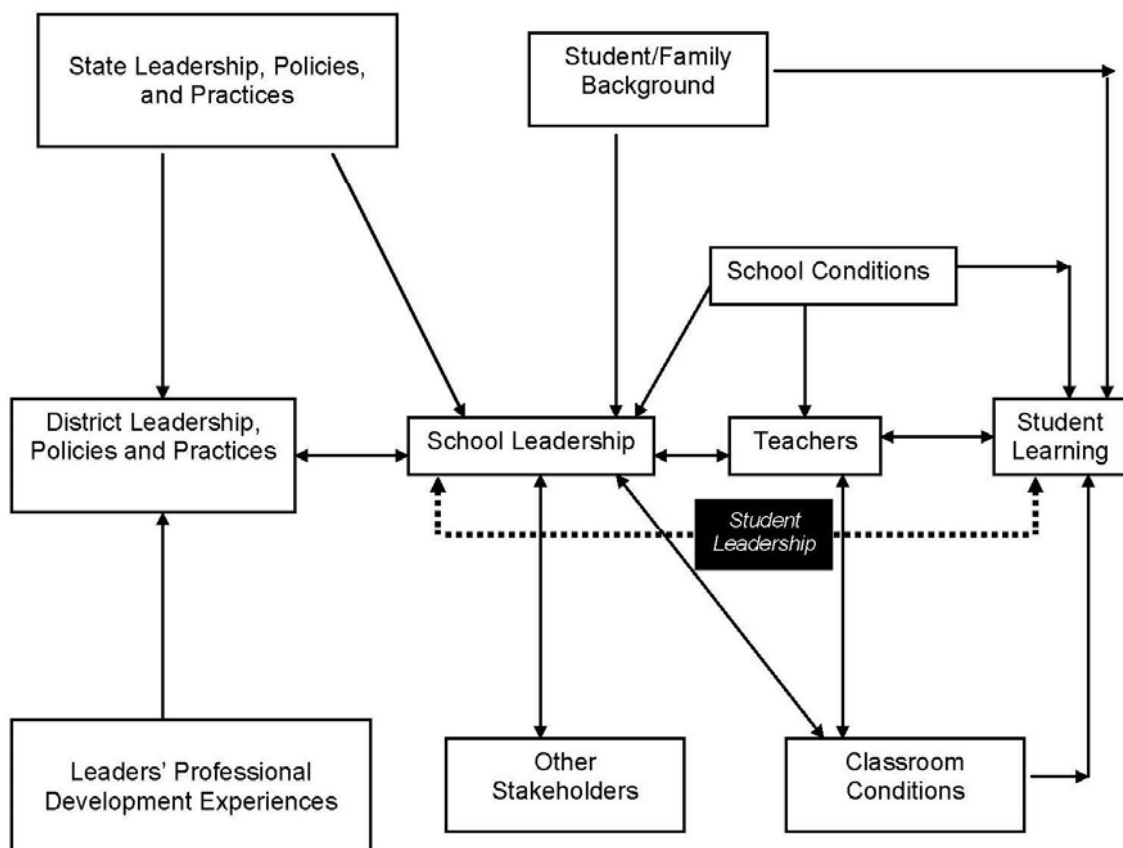 State Leadership, Policies,
and Practices
Student/Family
Background
School Conditions
District Leadership,
Policies and Practices
School Leadership
Teachers
Student
Learning
Student
Leadership
Leaders’ Professional
Development Experiences
Other
Stakeholders
Classroom
Conditions